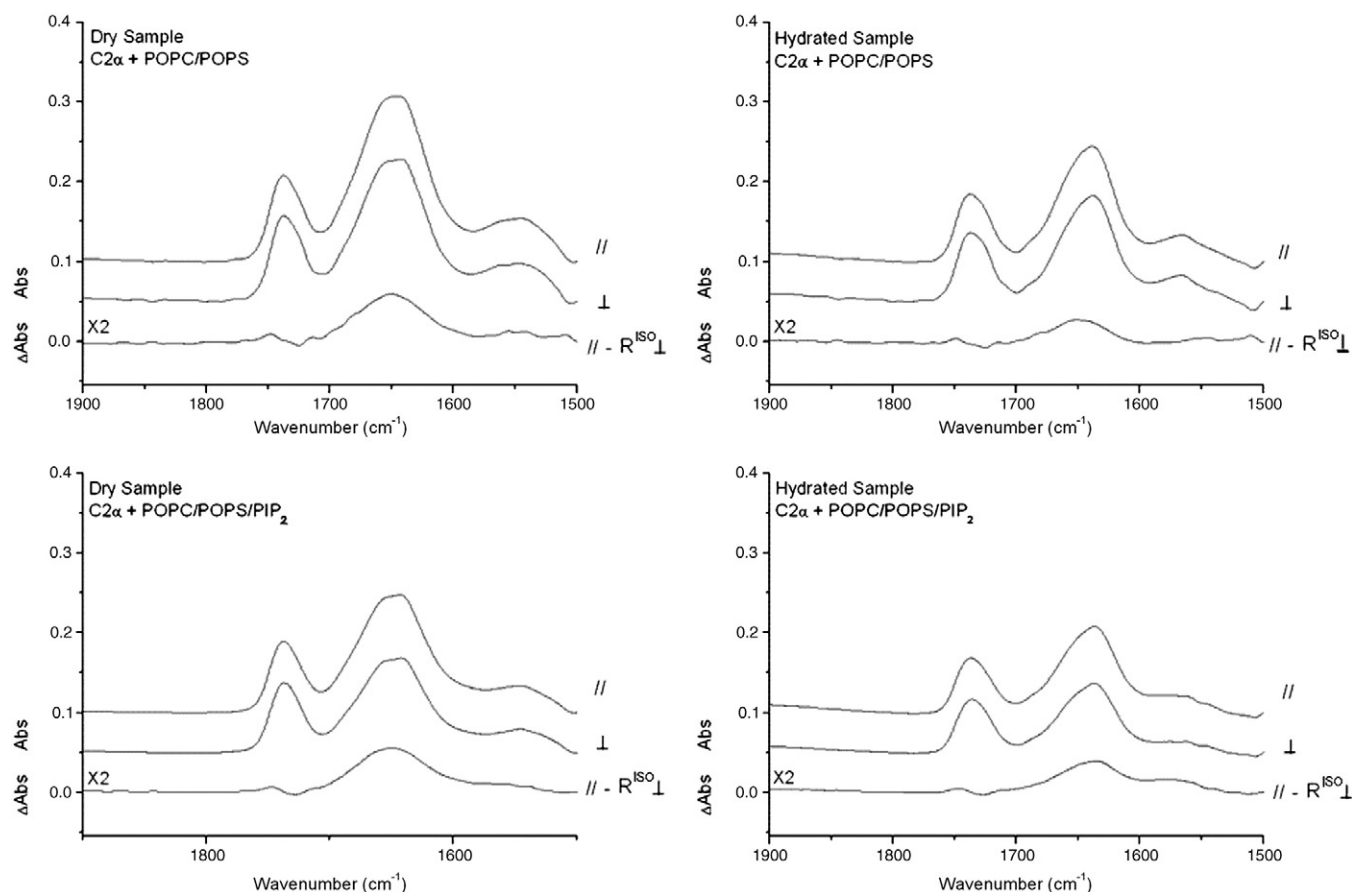 0.4
Dry Sample
C2α + POPC/POPS
0.3
0.2
0.1
0.0
Abs
ΔAbs
X2
//
⊥
// - R^ISO⊥
1900 1800 1700 1600 1500
Wavenumber (cm⁻¹)
0.4
Hydrated Sample
C2α + POPC/POPS
0.3
0.2
0.1
0.0
Abs
ΔAbs
X2
//
⊥
// - R^ISO⊥
1900 1800 1700 1600 1500
Wavenumber (cm⁻¹)
0.4
Dry Sample
C2α + POPC/POPS/PIP₂
0.3
0.2
0.1
0.0
Abs
ΔAbs
X2
//
⊥
// - R^ISO⊥
1800 1600
Wavenumber (cm⁻¹)
0.4
Hydrated Sample
C2α + POPC/POPS/PIP₂
0.3
0.2
0.1
0.0
Abs
ΔAbs
X2
//
⊥
// - R^ISO⊥
1900 1800 1700 1600 1500
Wavenumber (cm⁻¹)